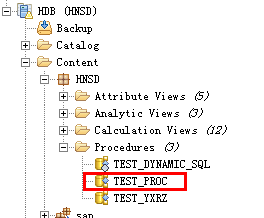 HDB (HNSD)
Backup
Catalog
Content
HNSD
Attribute Views (5)
Analytic Views (3)
Calculation Views (12)
Procedures (3)
TEST_DYNAMIC_SQL
TEST_PROC
TEST_YXRZ
san